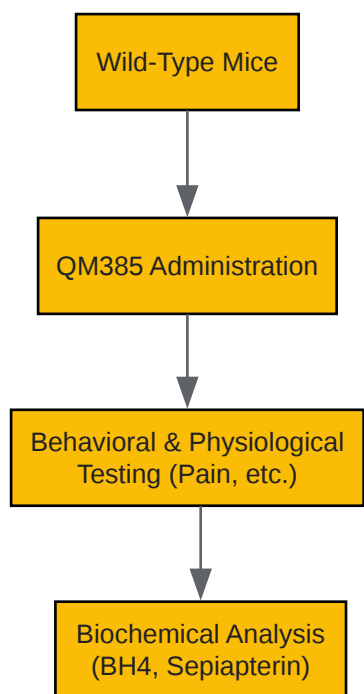 Wild-Type Mice
QM385 Administration
Behavioral & Physiological
Testing (Pain, etc.)
Biochemical Analysis
(BH4, Sepiapterin)